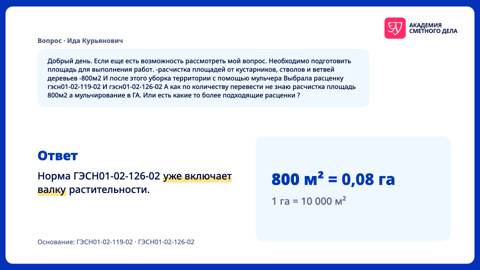 АКАДЕМИЯ
СМЕТНОГО ДЕЛА
Вопрос · Ида Курьянович
Добрый день. Если еще есть возможность рассмотреть мой вопрос. Необходимо подготовить
площадь для выполнения работ. -расчистка площадей от кустарников, стволов и ветвей
деревьев -800м2 И после этого уборка территории с помощью мульчера Выбрала расценку
гэсн01-02-119-02 И гэсн01-02-126-02 А как по количеству перевести не знаю расчистка площадь
800м2 а мульчирование в ГА. Или есть какие то более подходящие расценки ?
Ответ
Норма ГЭСН01-02-126-02 уже включает
валку растительности.
800 м² = 0,08 га
1 га = 10 000 м²
Основание: ГЭСН01-02-119-02 · ГЭСН01-02-126-02